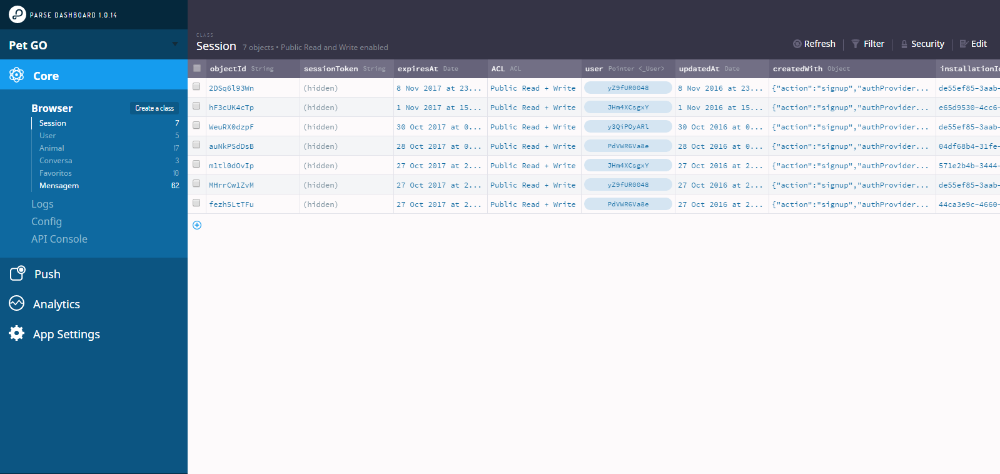 PARSE DASHBOARD 1.0.14
Pet GO
Core
Browser
Create a class
Session 7
User 5
Animal 17
Conversa 3
Favoritos 10
Mensagem 62
Logs
Config
API Console
Push
Analytics
App Settings
CLASS
Session 7 objects • Public Read and Write enabled
Refresh Filter Security Edit
objectId String sessionToken String expiresAt Date ACL ACL user Pointer <_User> updatedAt Date createdWith Object installationId
2DSq6l93Wn (hidden) 8 Nov 2017 at 23... Public Read + Write yZ9fUR0048 8 Nov 2016 at 23... {"action":"signup","authProvider... de55ef85-3aab-
hF3cUK4cTp (hidden) 1 Nov 2017 at 15... Public Read + Write JHm4XCsgxY 1 Nov 2016 at 15... {"action":"signup","authProvider... e65d9530-4cc6-
WeuRX0dzpF (hidden) 30 Oct 2017 at 0... Public Read + Write y3QiPOyARl 30 Oct 2016 at 0... {"action":"signup","authProvider... de55ef85-3aab-
auNkPSdDsB (hidden) 28 Oct 2017 at 0... Public Read + Write PdVWR6Va8e 28 Oct 2016 at 0... {"action":"signup","authProvider... 04df68b4-31fe-
mltl0dOvIp (hidden) 27 Oct 2017 at 2... Public Read + Write JHm4XCsgxY 27 Oct 2016 at 2... {"action":"signup","authProvider... 571e2b4b-3444-
MHrrCwlZvM (hidden) 27 Oct 2017 at 2... Public Read + Write yZ9fUR0048 27 Oct 2016 at 2... {"action":"signup","authProvider... de55ef85-3aab-
fezh5LtTFu (hidden) 27 Oct 2017 at 2... Public Read + Write PdVWR6Va8e 27 Oct 2016 at 2... {"action":"signup","authProvider... 44ca3e9c-4660-